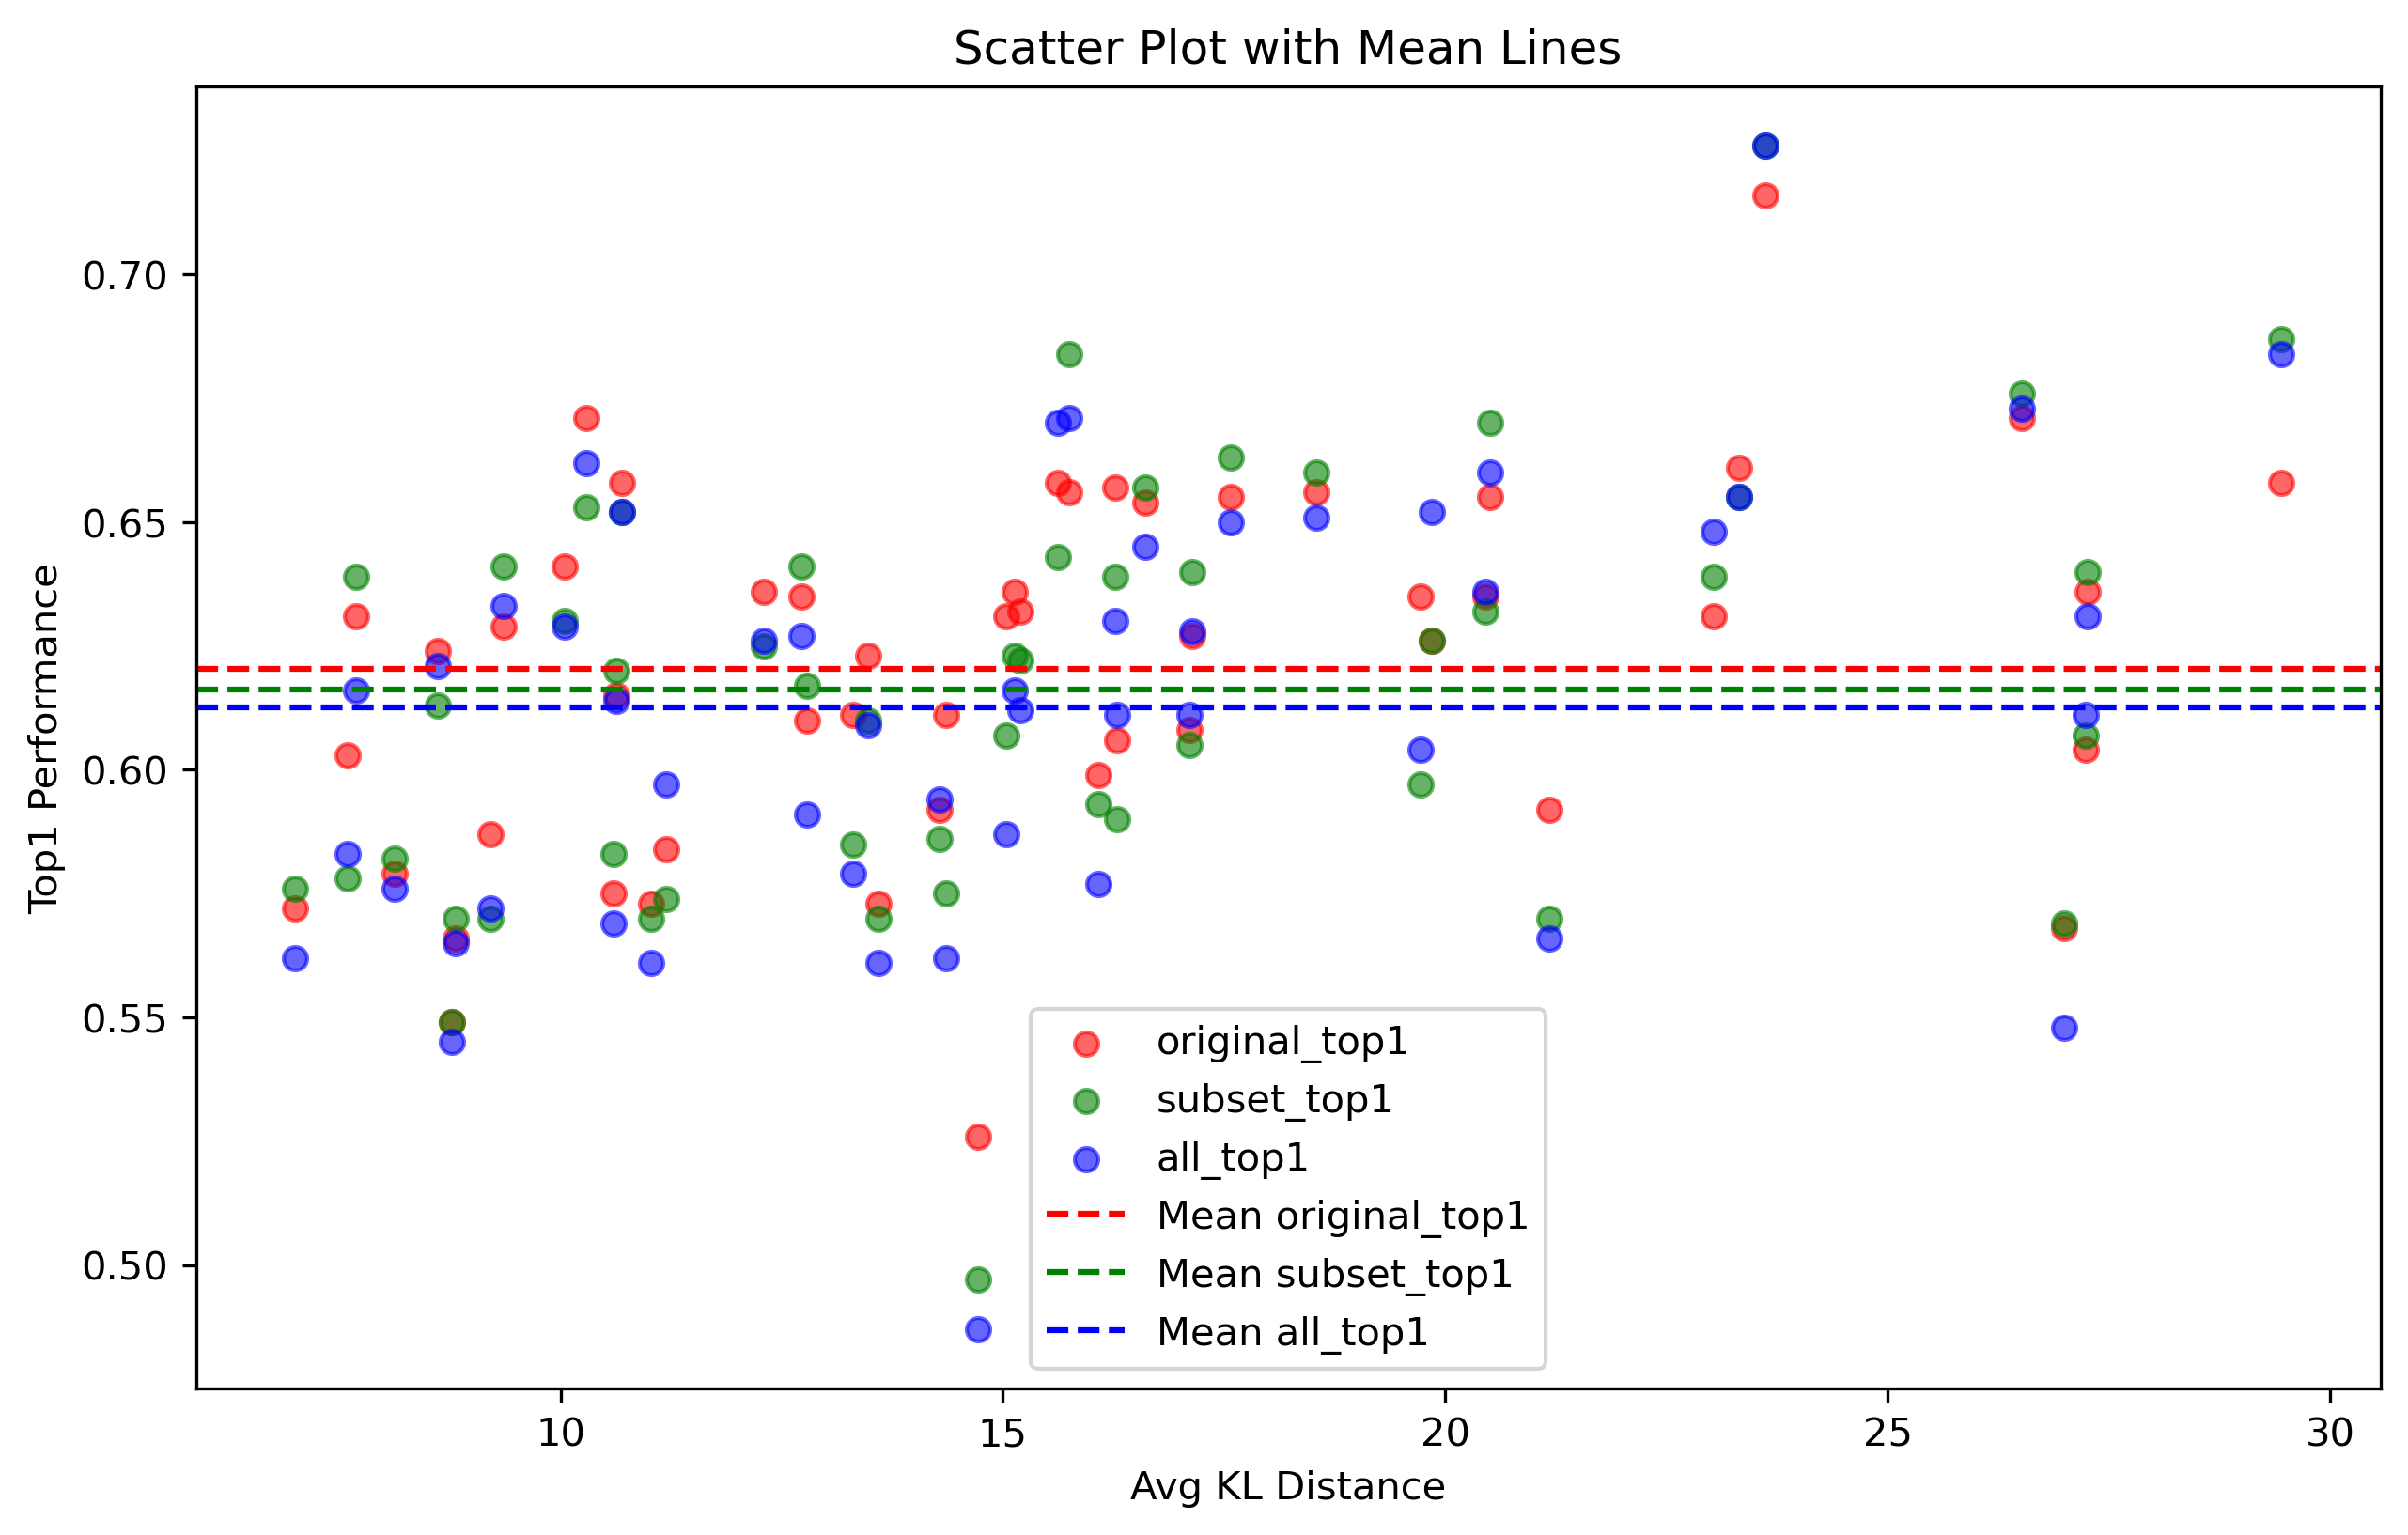 Scatter Plot with Mean Lines
Top1 Performance
0.70
0.65
0.60
0.55
0.50
original_top1
subset_top1
all_top1
Mean original_top1
Mean subset_top1
Mean all_top1
10
15
20
25
30
Avg KL Distance